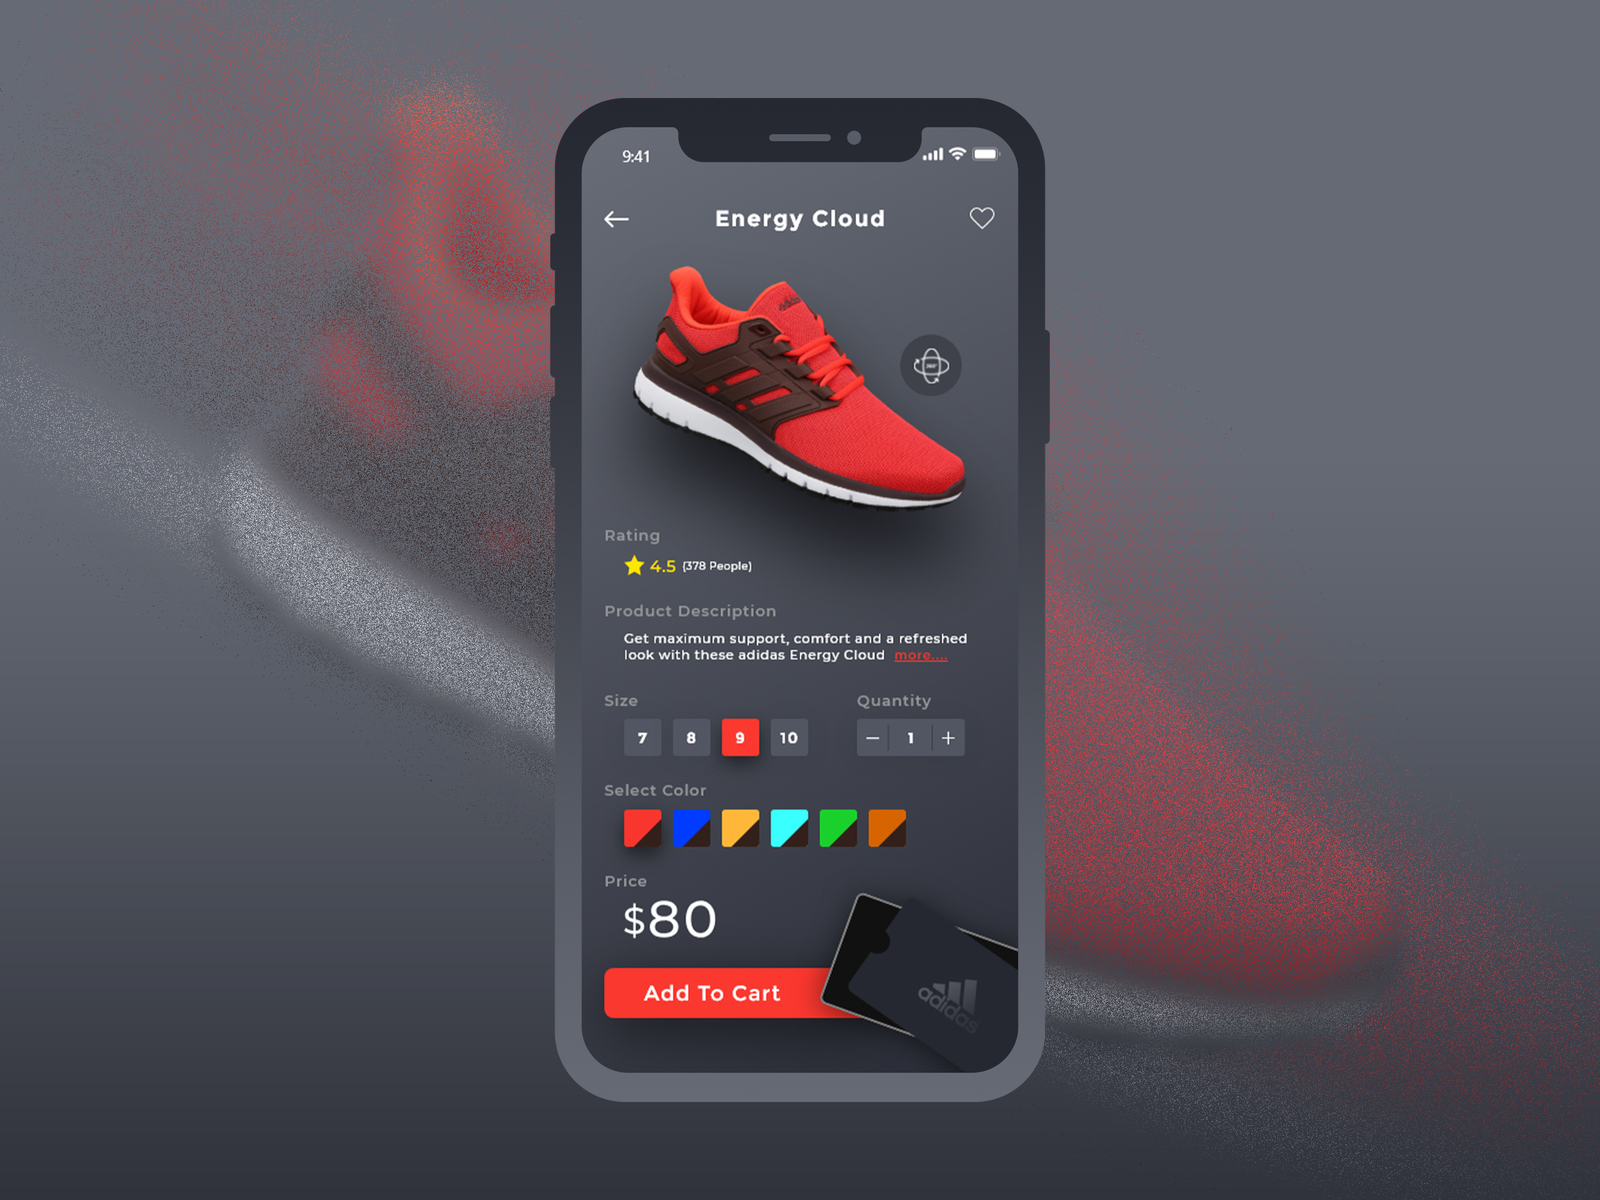 9:41
Energy Cloud
adidas
360°
Rating
4.5 (378 People)
Product Description
Get maximum support, comfort and a refreshed
look with these adidas Energy Cloud more....
Size
Quantity
7 8 9 10
− 1 +
Select Color
Price
$80
Add To Cart
adidas